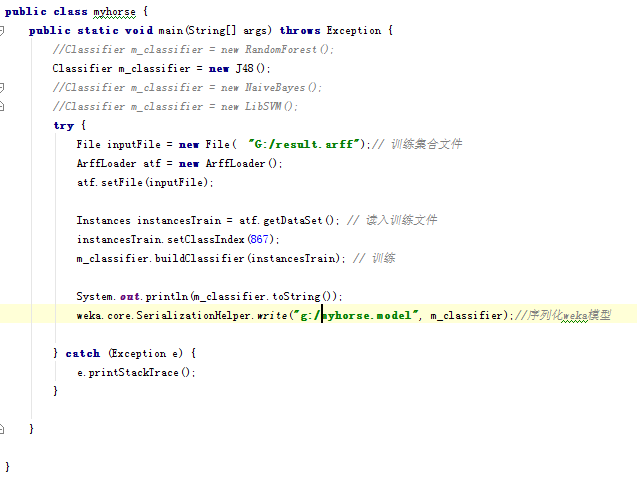 public class myhorse {
public static void main(String[] args) throws Exception {
//Classifier m_classifier = new RandomForest();
Classifier m_classifier = new J48();
//Classifier m_classifier = new NaiveBayes();
//Classifier m_classifier = new LibSVM();
try {
File inputFile = new File( "G:/result.arff");// 训练集合文件
ArffLoader atf = new ArffLoader();
atf.setFile(inputFile);
Instances instancesTrain = atf.getDataSet(); // 读入训练文件
instancesTrain.setClassIndex(867);
m_classifier.buildClassifier(instancesTrain); // 训练
System.out.println(m_classifier.toString());
weka.core.SerializationHelper.write("g:/myhorse.model", m_classifier);//序列化weka模型
} catch (Exception e) {
e.printStackTrace();
}
}
}